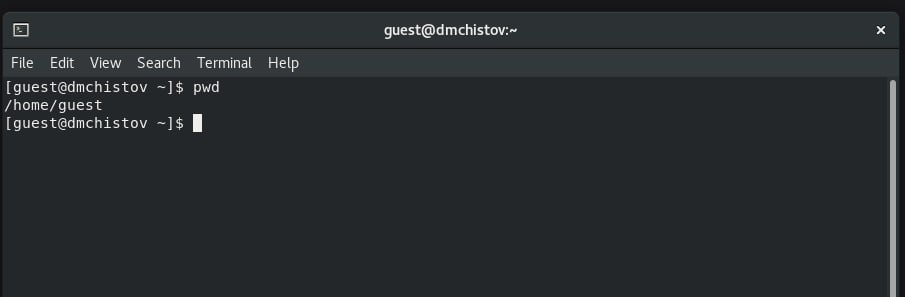 guest@dmchistov:~
File Edit View Search Terminal Help
[guest@dmchistov ~]$ pwd
/home/guest
[guest@dmchistov ~]$